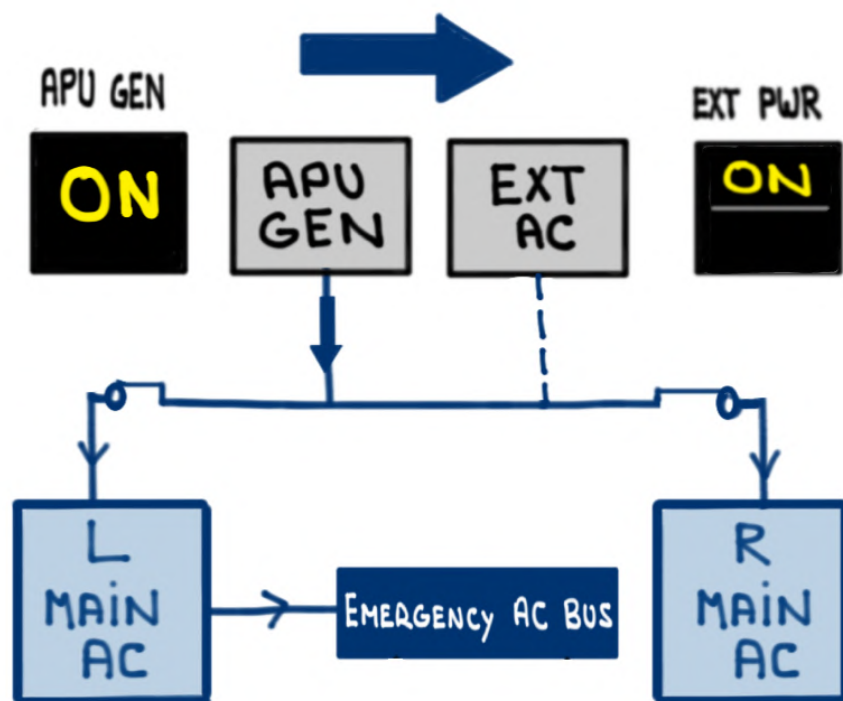 APU GEN
EXT PWR
ON
APU
GEN
EXT
AC
ON
L
MAiN
AC
EMERGENCY AC BUS
R
MAiN
AC